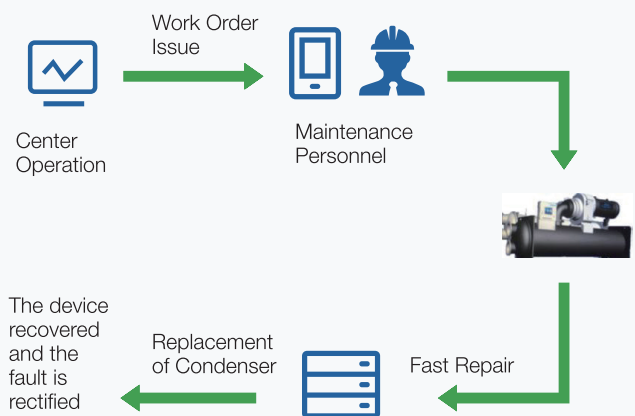 Work Order
Issue
Center
Operation
Maintenance
Personnel
Fast Repair
Replacement
of Condenser
The device
recovered
and the
fault is
rectified